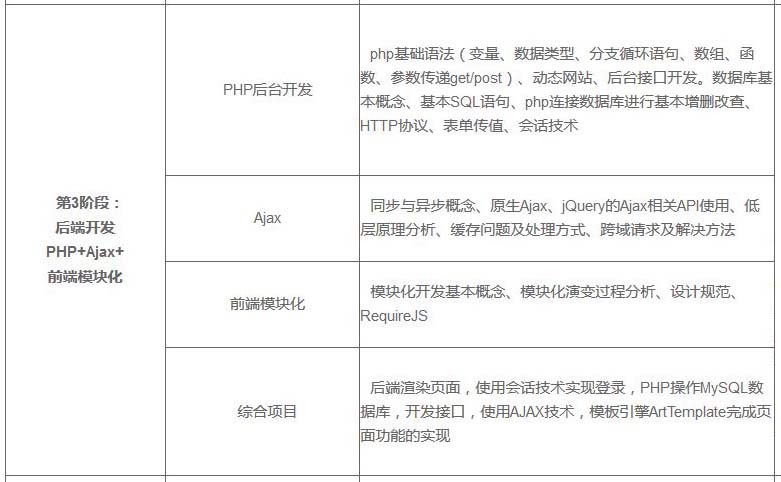 第3阶段：
后端开发
PHP+Ajax+
前端模块化
PHP后台开发
php基础语法（变量、数据类型、分支循环语句、数组、函
数、参数传递get/post）、动态网站、后台接口开发。数据库基
本概念、基本SQL语句、php连接数据库进行基本增删改查、
HTTP协议、表单传值、会话技术
Ajax
同步与异步概念、原生Ajax、jQuery的Ajax相关API使用、低
层原理分析、缓存问题及处理方式、跨域请求及解决方法
前端模块化
模块化开发基本概念、模块化演变过程分析、设计规范、
RequireJS
综合项目
后端渲染页面，使用会话技术实现登录，PHP操作MySQL数
据库，开发接口，使用AJAX技术，模板引擎ArtTemplate完成页
面功能的实现